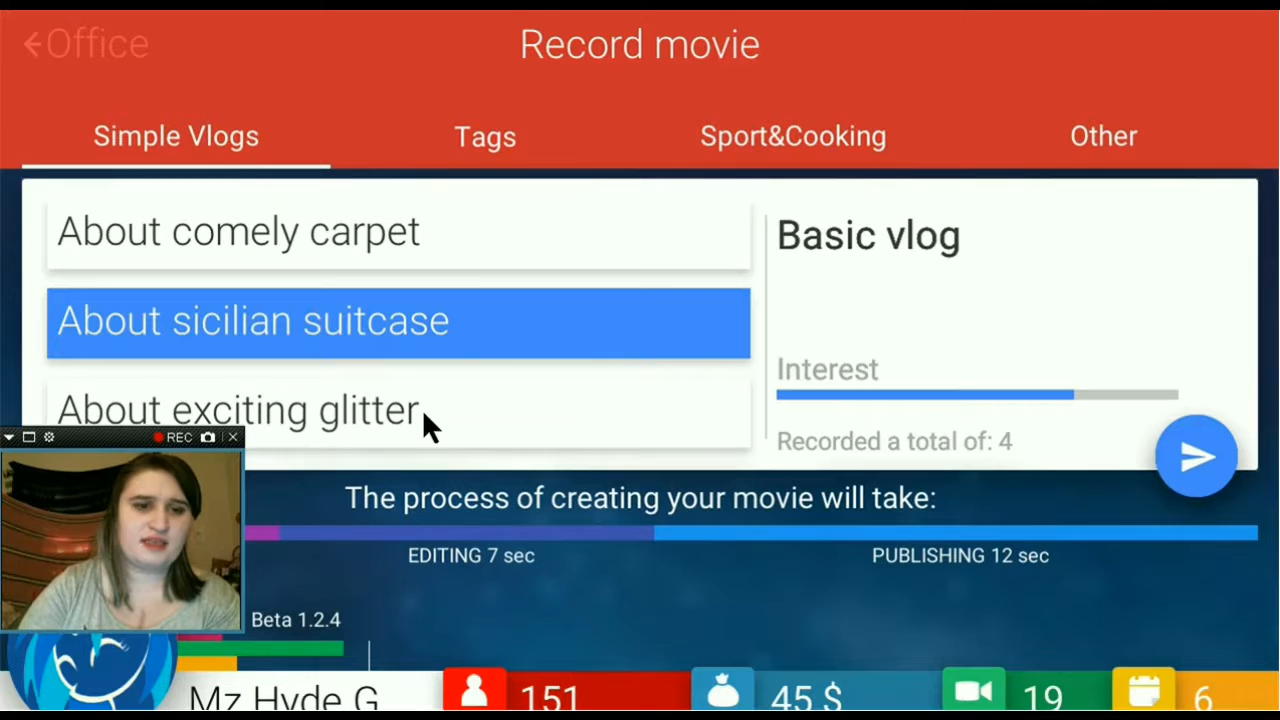 Office
Record movie
Simple Vlogs
Tags
Sport&Cooking
Other
About comely carpet
About sicilian suitcase
About exciting glitter
Basic vlog
Interest
Recorded a total of: 4
REC
The process of creating your movie will take:
EDITING 7 sec
PUBLISHING 12 sec
Beta 1.2.4
Mz Hyde G
151
45 $
19
6